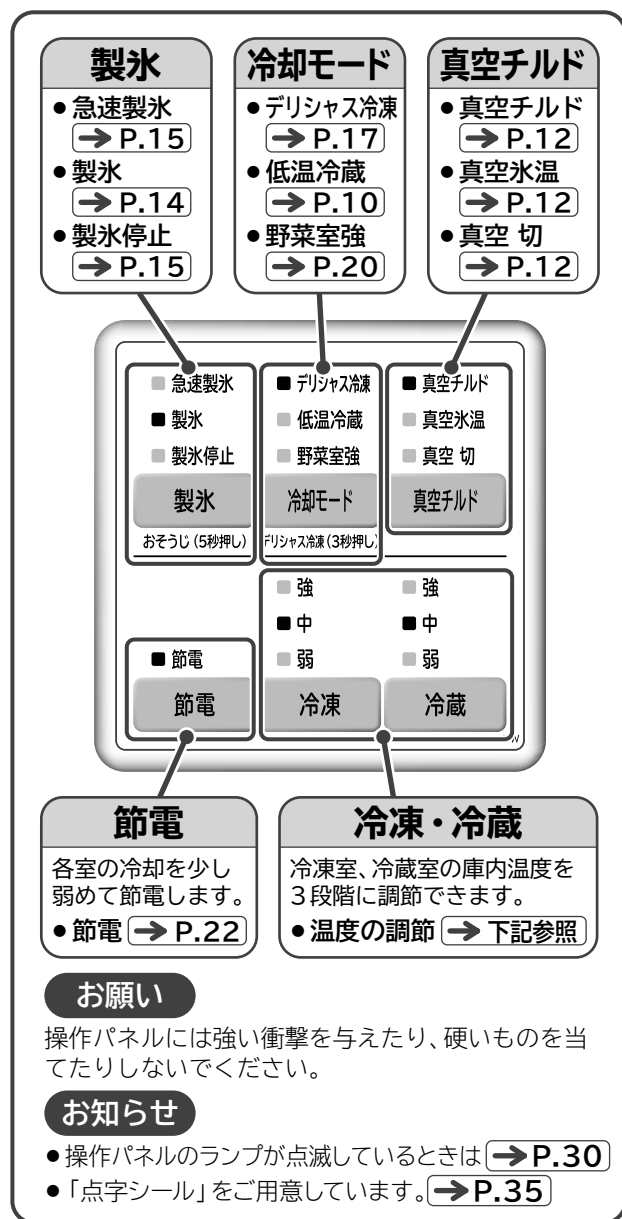 製氷
● 急速製氷
➔ P.15
● 製氷
➔ P.14
● 製氷停止
➔ P.15
冷却モード
● デリシャス冷凍
➔ P.17
● 低温冷蔵
➔ P.10
● 野菜室強
➔ P.20
真空チルド
● 真空チルド
➔ P.12
● 真空氷温
➔ P.12
● 真空 切
➔ P.12
■ 急速製氷
■ 製氷
■ 製氷停止
製氷
おそうじ(5秒押し)
■ デリシャス冷凍
■ 低温冷蔵
■ 野菜室強
冷却モード
デリシャス冷凍(3秒押し)
■ 真空チルド
■ 真空氷温
■ 真空 切
真空チルド
■ 節電
節電
■ 強
■ 中
■ 弱
冷凍
■ 強
■ 中
■ 弱
冷蔵
節電
各室の冷却を少し
弱めて節電します。
● 節電 ➔ P.22
冷凍・冷蔵
冷凍室、冷蔵室の庫内温度を
3段階に調節できます。
● 温度の調節 ➔ 下記参照
お願い
操作パネルには強い衝撃を与えたり、硬いものを当
てたりしないでください。
お知らせ
● 操作パネルのランプが点滅しているときは ➔P.30
● 「点字シール」をご用意しています。➔P.35